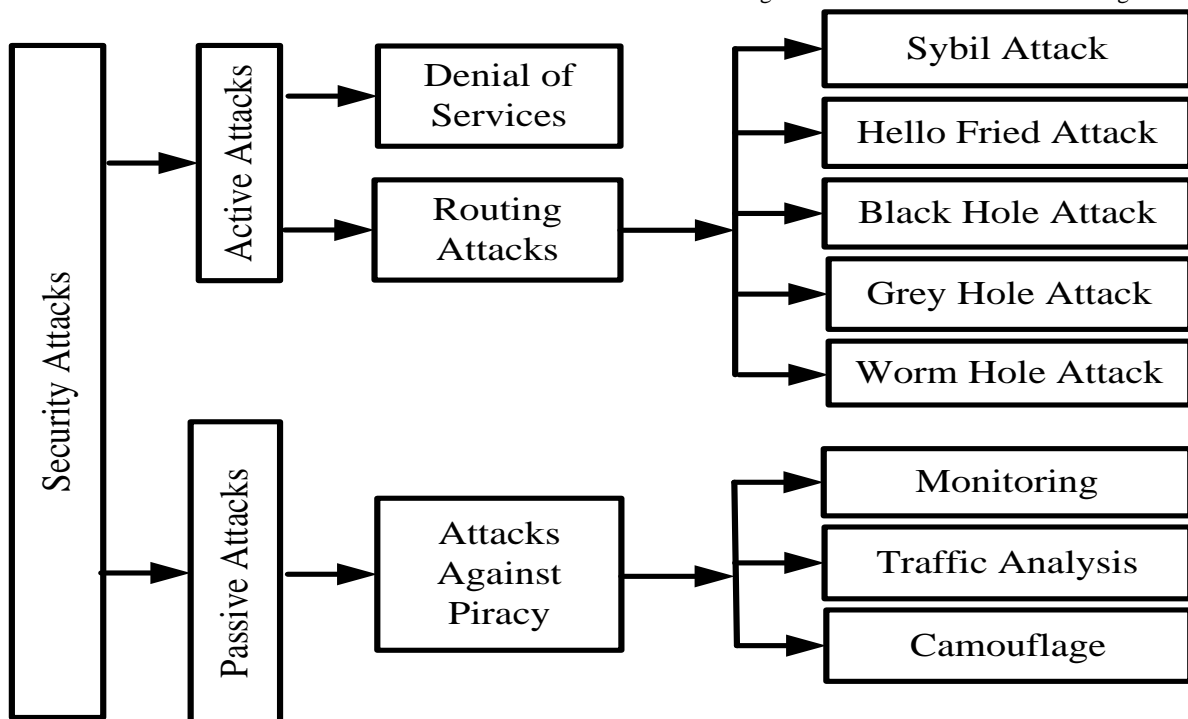 Security Attacks
Active Attacks
Denial of
Services
Routing
Attacks
Sybil Attack
Hello Fried Attack
Black Hole Attack
Grey Hole Attack
Worm Hole Attack
Passive Attacks
Attacks
Against
Piracy
Monitoring
Traffic Analysis
Camouflage